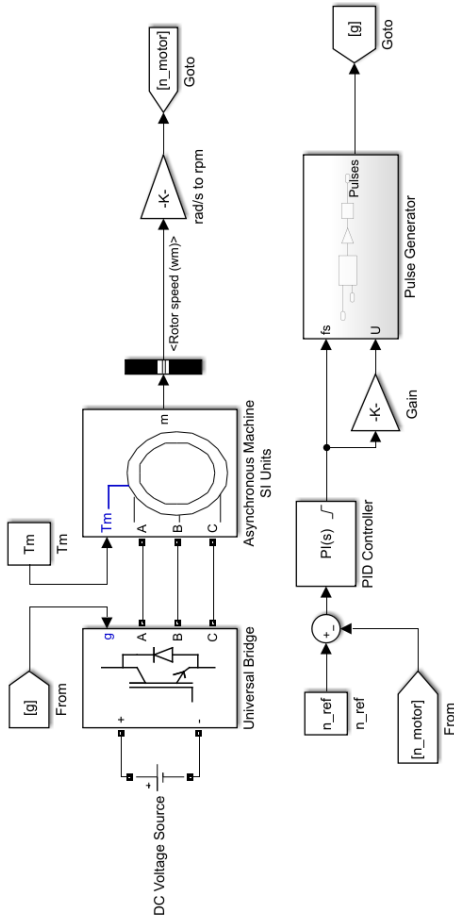 DC Voltage Source
+
[g]
From
+
-
g
A
B
C
Universal Bridge
Tm
Tm
Tm
A
B
C
m
Asynchronous Machine
SI Units
<Rotor speed (wm)>
-K-
rad/s to rpm
[n_motor]
Goto
n_ref
n_ref
[n_motor]
From
+
-
PI(s)
PID Controller
-K-
Gain
fs
U
Pulses
Pulse Generator
[g]
Goto